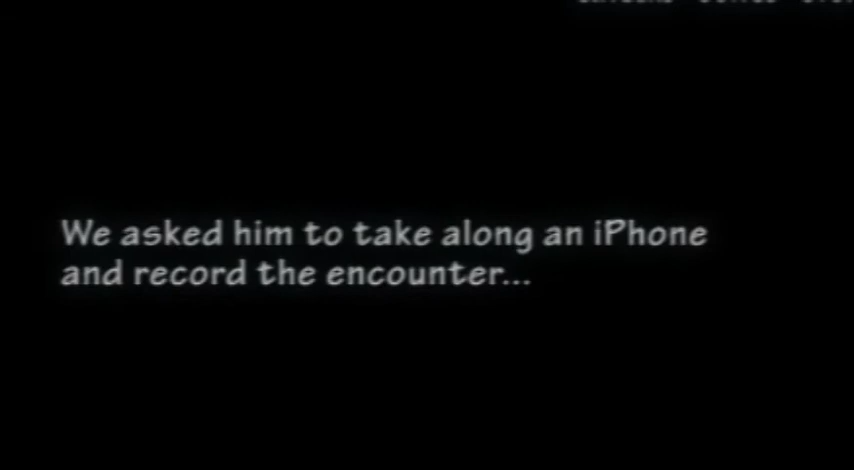 We asked him to take along an iPhone
and record the encounter...